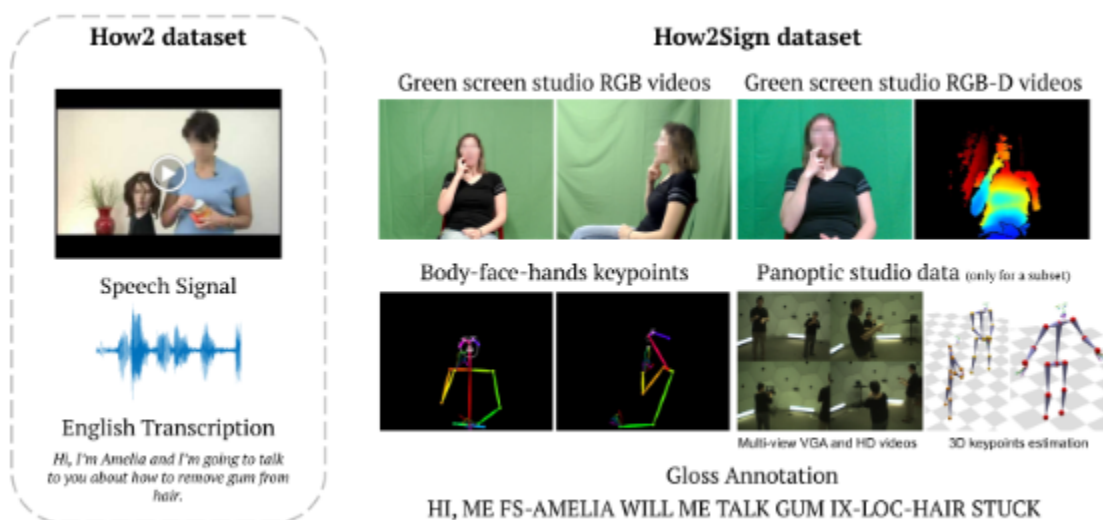 How2 dataset
Speech Signal
English Transcription
Hi, I'm Amelia and I'm going to talk
to you about how to remove gum from
hair.
How2Sign dataset
Green screen studio RGB videos
Green screen studio RGB-D videos
Body-face-hands keypoints
Panoptic studio data (only for a subset)
Multi-view VGA and HD videos
3D keypoints estimation
Gloss Annotation
HI, ME FS-AMELIA WILL ME TALK GUM IX-LOC-HAIR STUCK